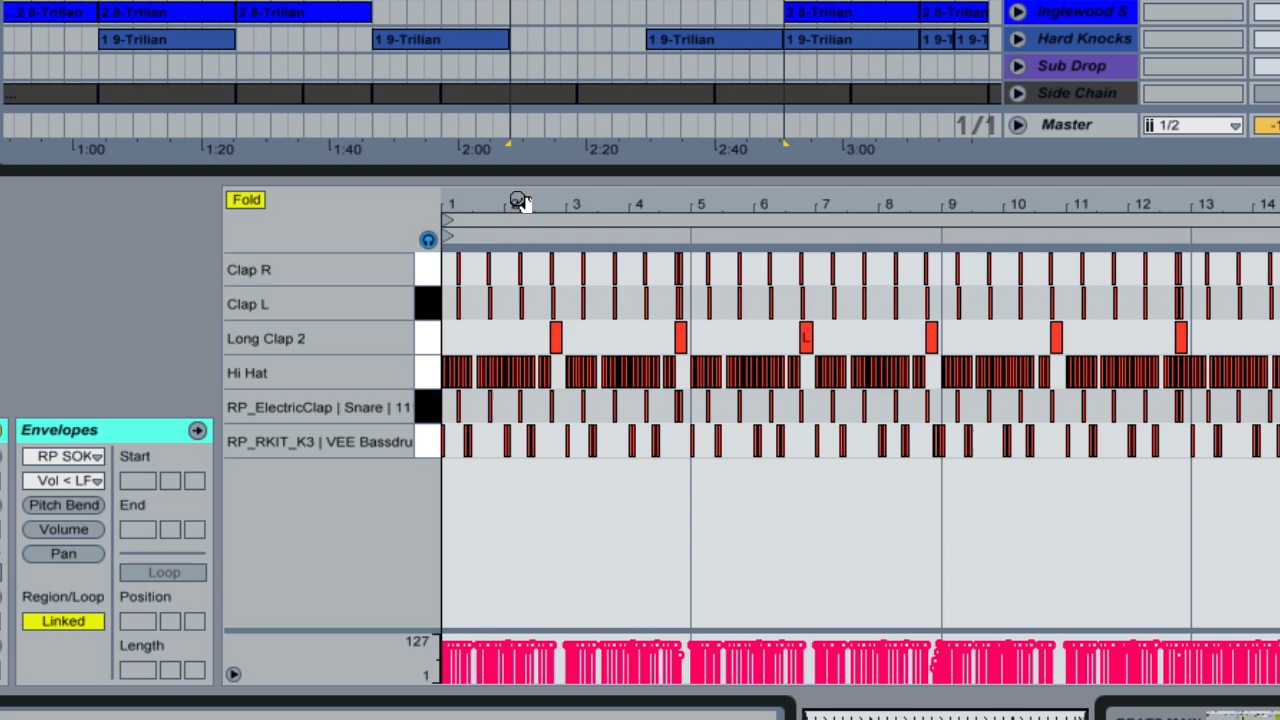 ...2 8-Trilian 2 8-Trilian 2 8-Trilian 2 8-Trilian 2 8-Trilian Inglewood S
1 9-Trilian 1 9-Trilian 1 9-Trilian 1 9-Trilian 1 9-T 1 9-T Hard Knocks
Sub Drop
... Side Chain
1/1 Master 1/2 -1
1:00 1:20 1:40 2:00 2:20 2:40 3:00
Fold 1 2 3 4 5 6 7 8 9 10 11 12 13 14
Clap R
Clap L
Long Clap 2 L
Hi Hat
RP_ElectricClap | Snare | 11
RP_RKIT_K3 | VEE Bassdru
Envelopes
RP SOK Start
Vol < LF
Pitch Bend End
Volume
Pan
Loop
Region/Loop Position
Linked
Length
127
1